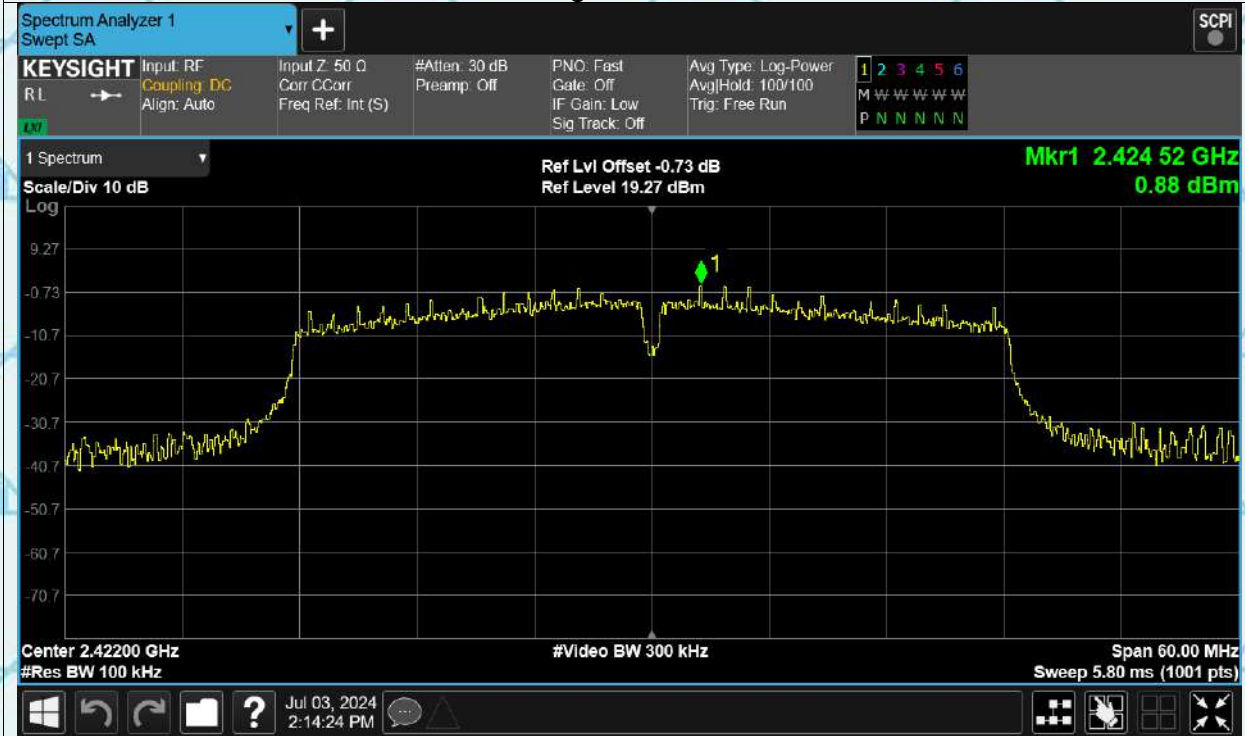 Spectrum Analyzer 1
Swept SA
+
SCPI
KEYSIGHT
RL
LXI
Input: RF
Coupling: DC
Align: Auto
Input Z: 50 Ω
Corr CCorr
Freq Ref: Int (S)
#Atten: 30 dB
Preamp: Off
PNO: Fast
Gate: Off
IF Gain: Low
Sig Track: Off
Avg Type: Log-Power
Avg|Hold: 100/100
Trig: Free Run
1 2 3 4 5 6
M W W W W W
P N N N N N
1 Spectrum
Scale/Div 10 dB
Log
Ref Lvl Offset -0.73 dB
Ref Level 19.27 dBm
Mkr1 2.424 52 GHz
0.88 dBm
1
9.27
-0.73
-10.7
-20.7
-30.7
-40.7
-50.7
-60.7
-70.7
Center 2.42200 GHz
#Res BW 100 kHz
#Video BW 300 kHz
Span 60.00 MHz
Sweep 5.80 ms (1001 pts)
?
Jul 03, 2024
2:14:24 PM